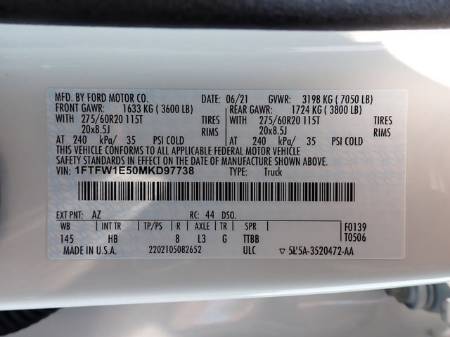 MFD. BY FORD MOTOR CO. DATE: 06/21 GVWR: 3198 KG ( 7050 LB)
FRONT GAWR: 1633 KG ( 3600 LB) REAR GAWR: 1724 KG ( 3800 LB)
WITH 275/60R20 115T TIRES WITH 275/60R20 115T TIRES
20x8.5J RIMS 20x8.5J RIMS
AT 240 kPa/ 35 PSI COLD AT 240 kPa/ 35 PSI COLD
THIS VEHICLE CONFORMS TO ALL APPLICABLE FEDERAL MOTOR VEHICLE
SAFETY STANDARDS IN EFFECT ON THE DATE OF MANUFACTURE SHOWN ABOVE.
VIN: 1FTFW1E50MKD97738 TYPE: Truck
EXT PNT: AZ RC: 44 DSO:
WB INT TR TP/PS R AXLE TR SPR F0139
145 HB 8 L3 G TTBB T0506
MADE IN U.S.A. 2202105082652 ULC 5L5A-3520472-AA